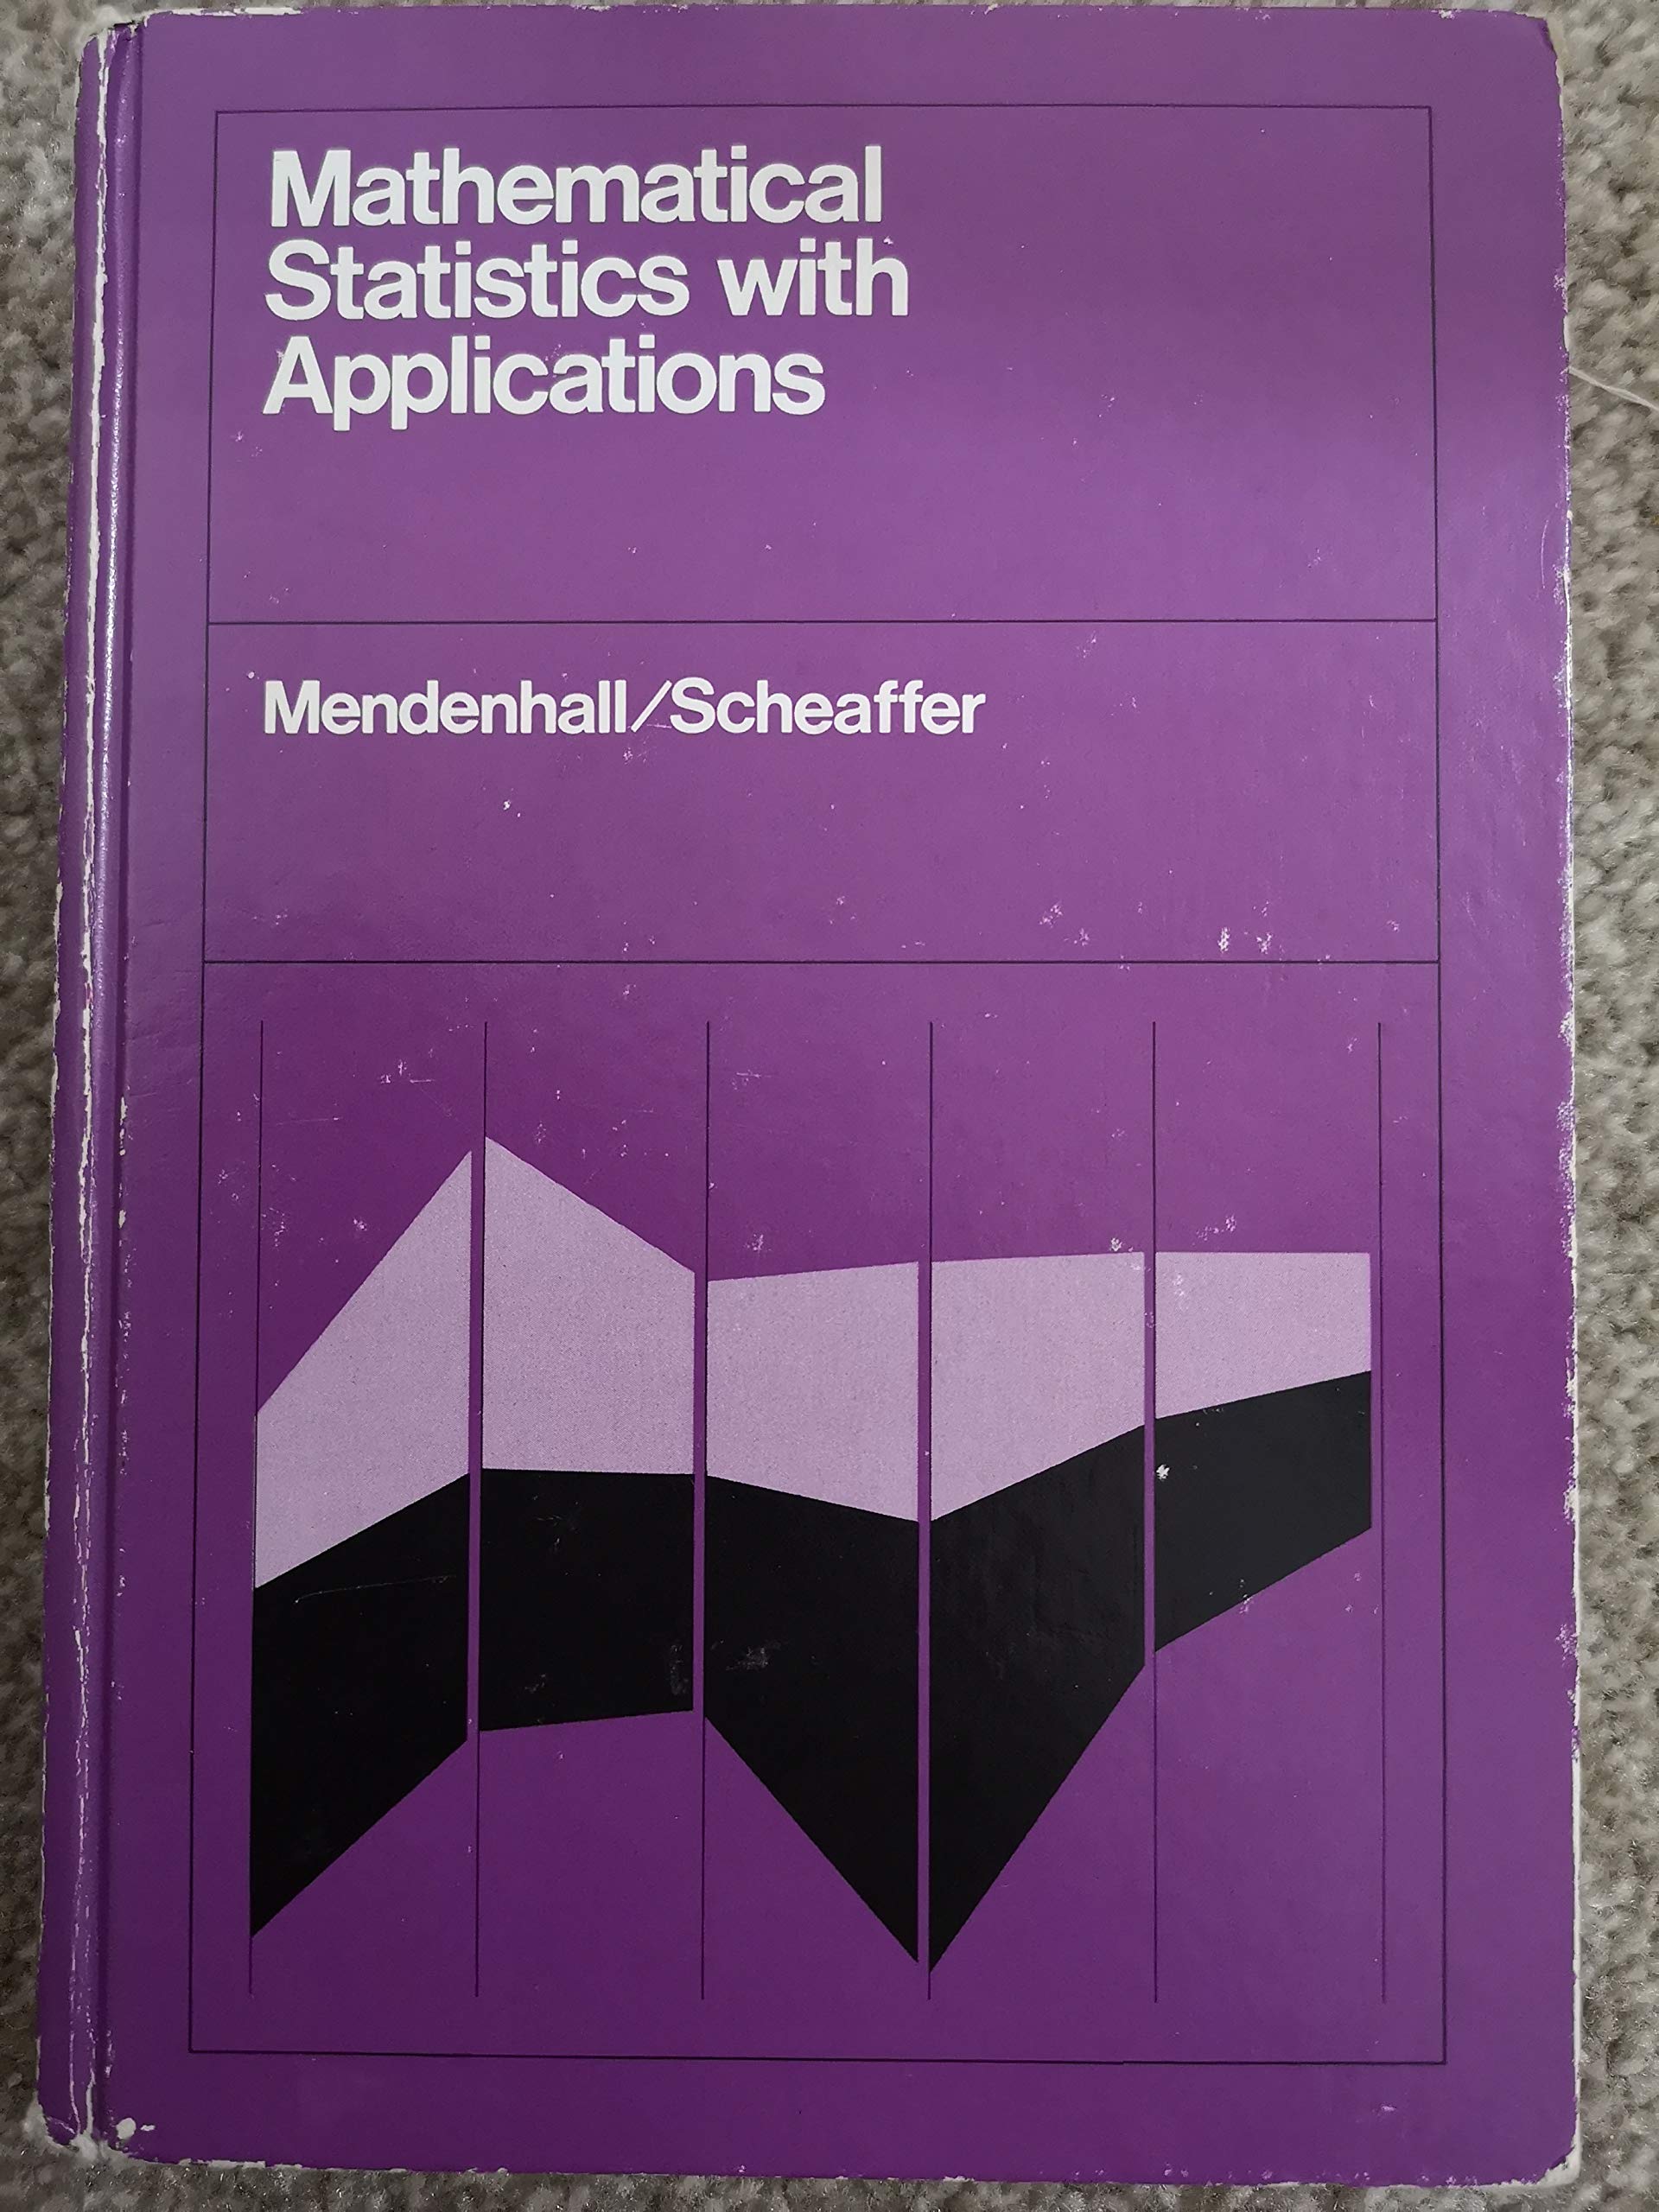 Mathematical
Statistics with
Applications
Mendenhall/Scheaffer